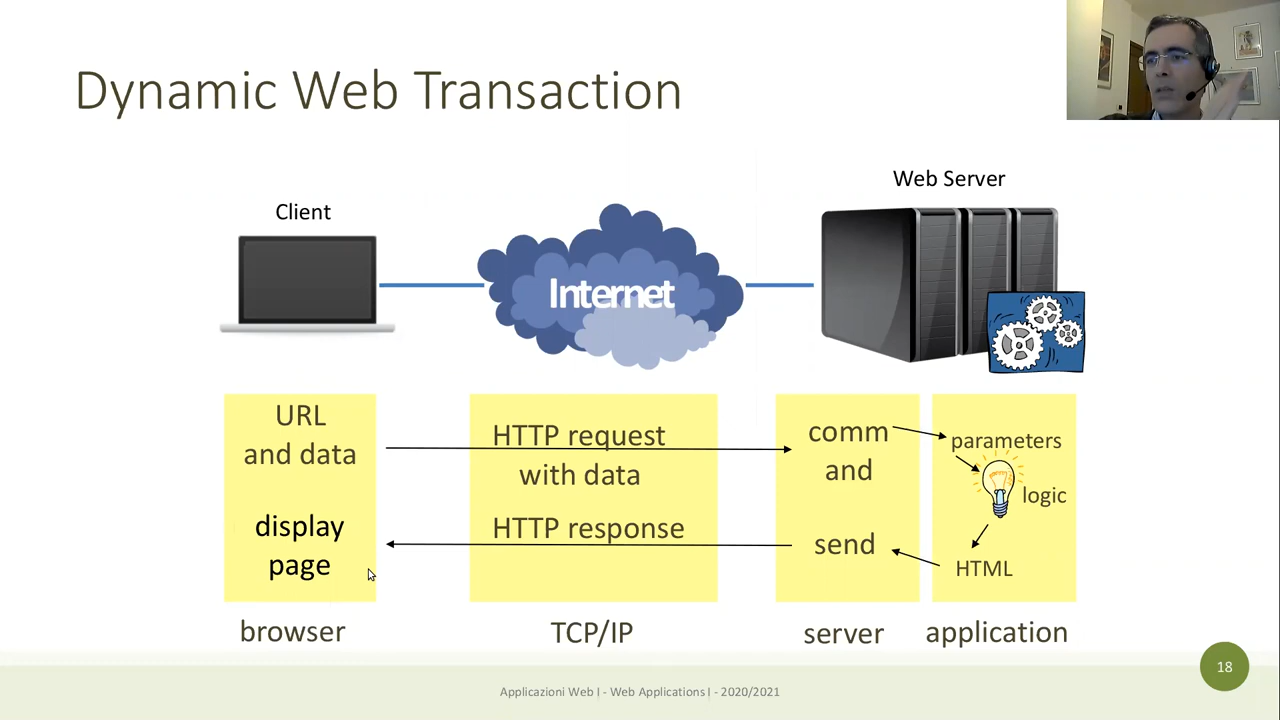 Dynamic Web Transaction
Client
Web Server
Internet
URL
and data
display
page
HTTP request
with data
HTTP response
comm
and
send
parameters
logic
HTML
browser
TCP/IP
server
application
18
Applicazioni Web I - Web Applications I - 2020/2021